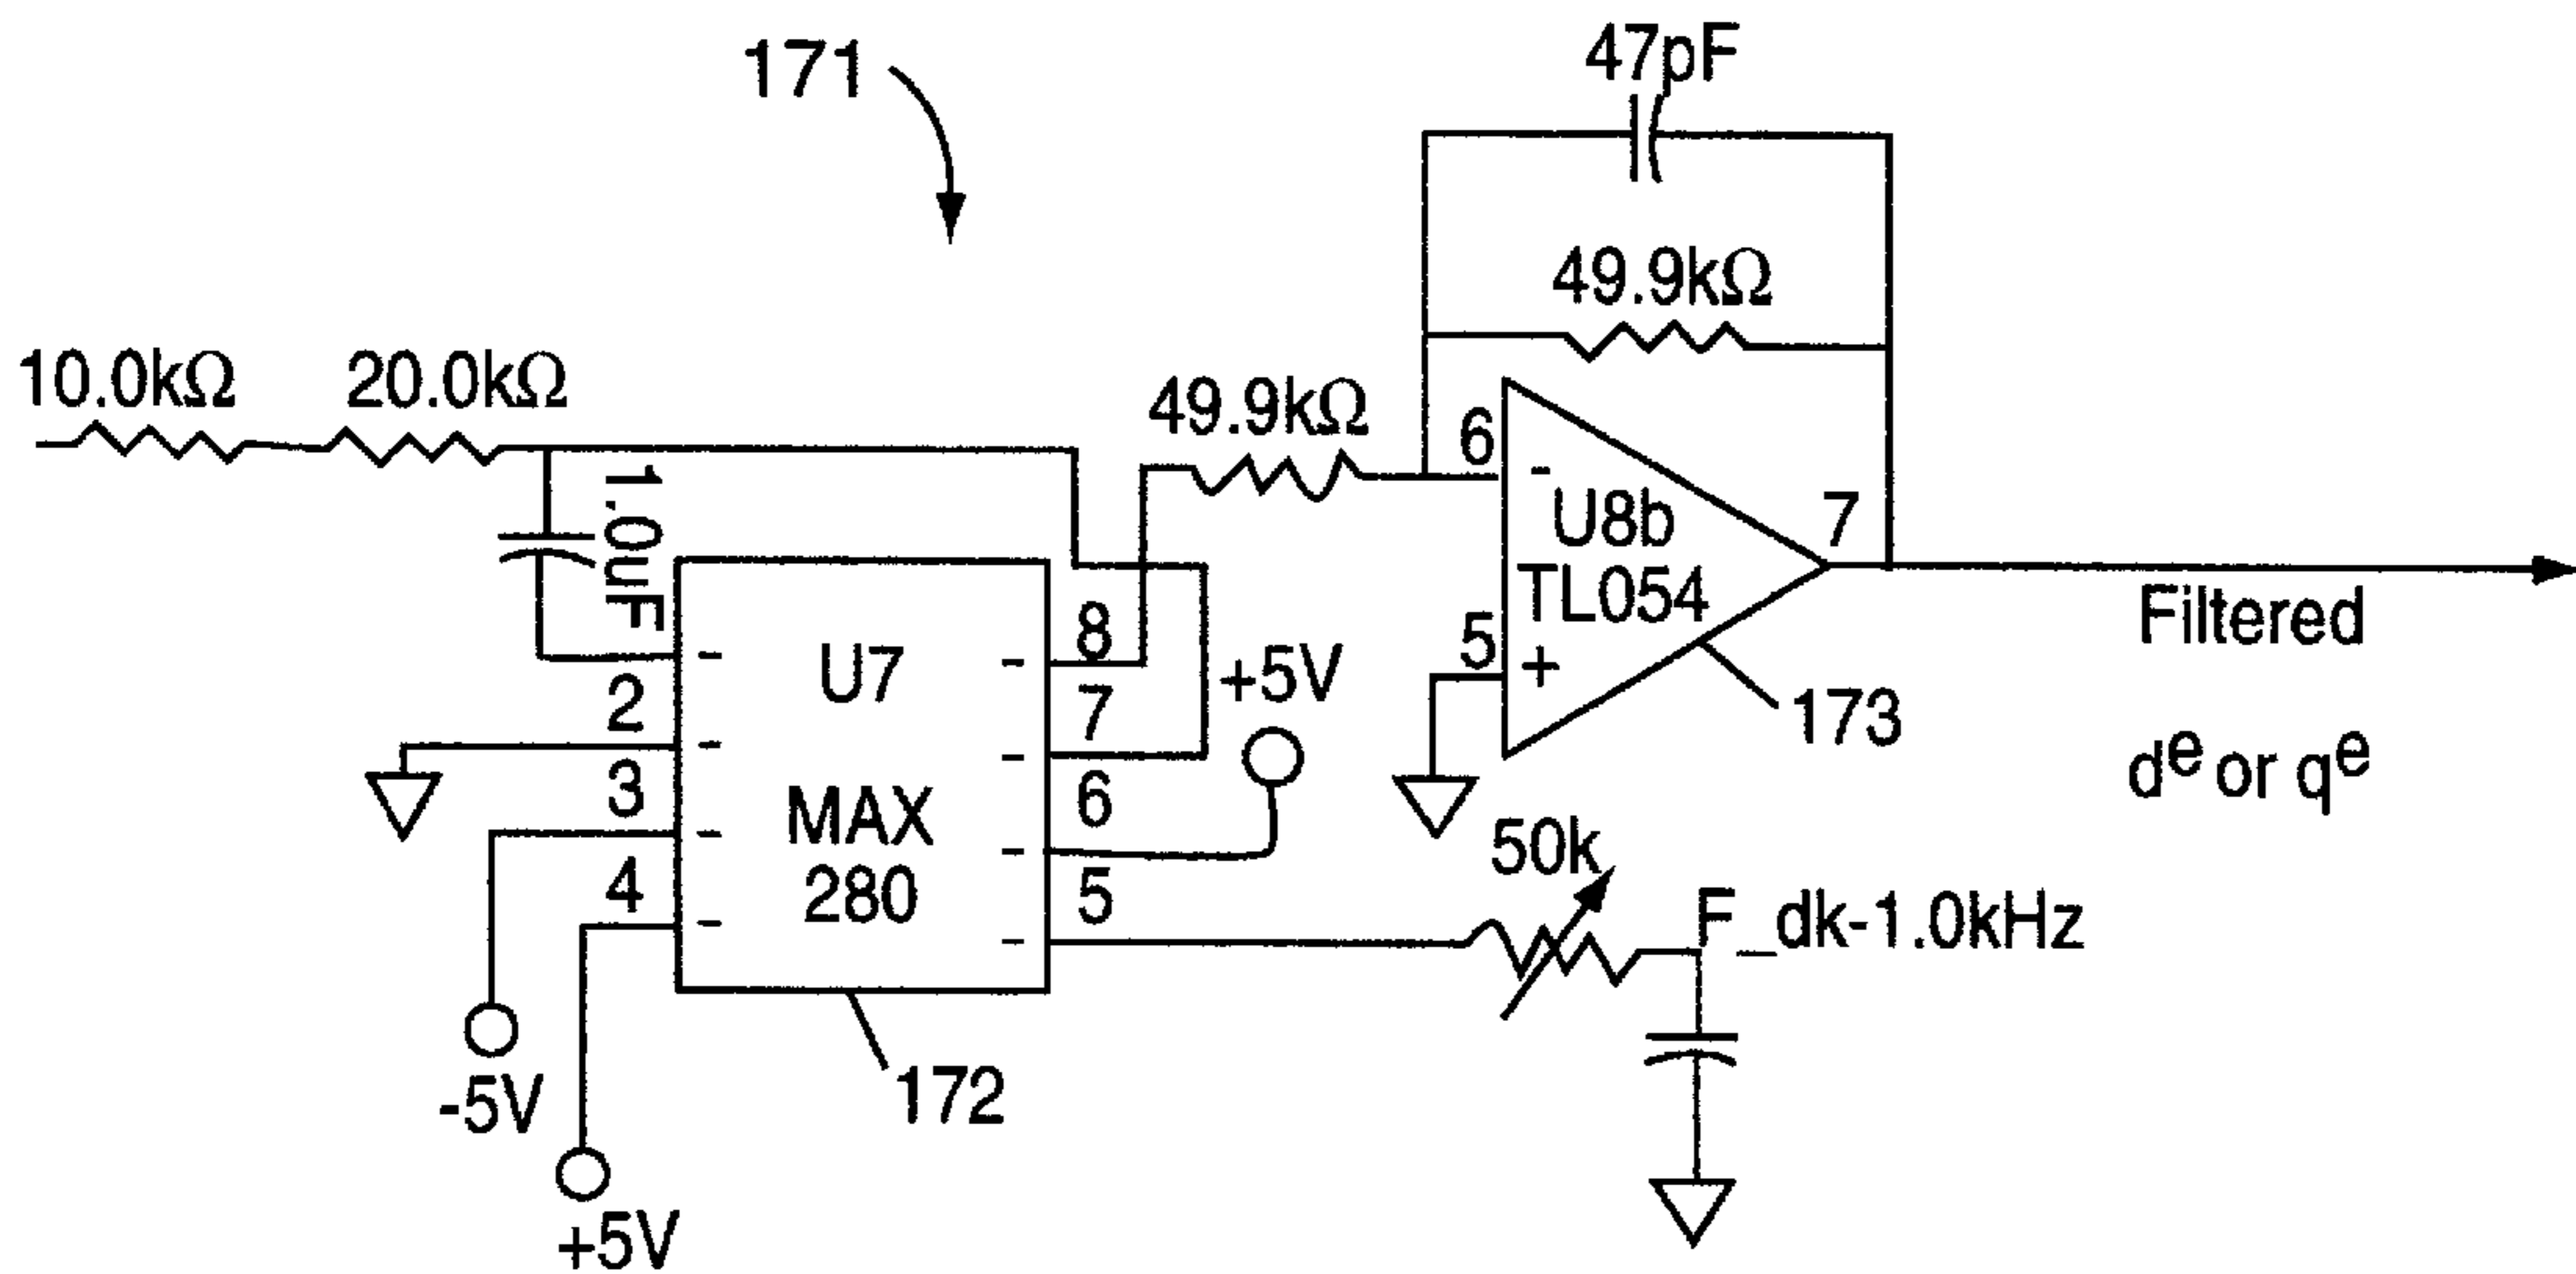 171
47pF
49.9kΩ
10.0kΩ
20.0kΩ
49.9kΩ
1.0uF
6
-
U8b
TL054
7
5
+
173
Filtered
dᵉ or qᵉ
U7
MAX
280
-
2
-
3
-
4
-
-
8
-
7
-
6
-
5
+5V
50k
F_dk-1.0kHz
172
-5V
+5V